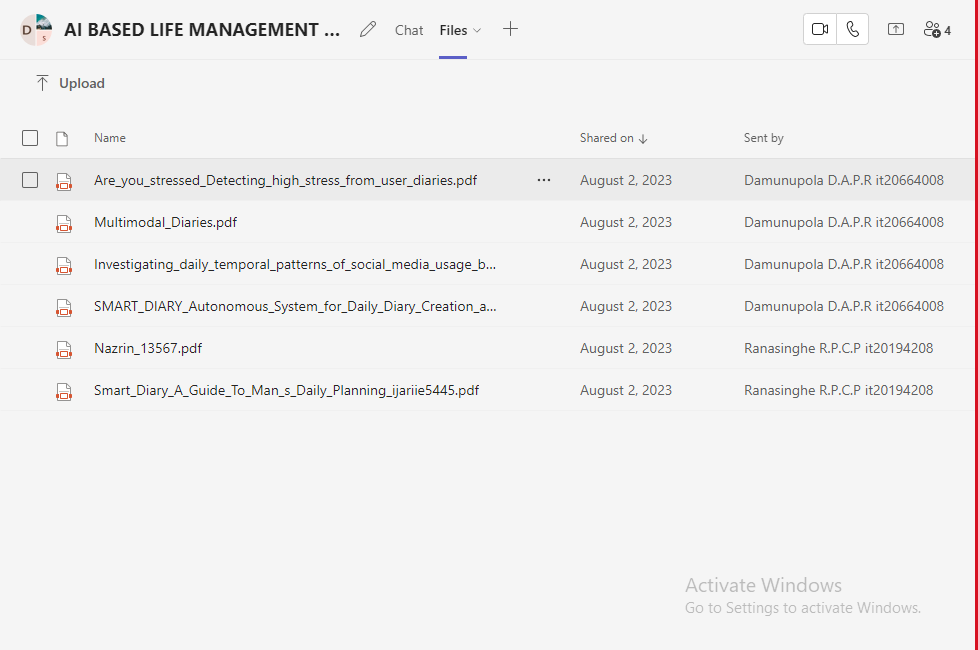 D
s
AI BASED LIFE MANAGEMENT ...
Chat
Files
4
Upload
Name
Shared on
Sent by
Are_you_stressed_Detecting_high_stress_from_user_diaries.pdf
...
August 2, 2023
Damunupola D.A.P.R it20664008
Multimodal_Diaries.pdf
August 2, 2023
Damunupola D.A.P.R it20664008
Investigating_daily_temporal_patterns_of_social_media_usage_b...
August 2, 2023
Damunupola D.A.P.R it20664008
SMART_DIARY_Autonomous_System_for_Daily_Diary_Creation_a...
August 2, 2023
Damunupola D.A.P.R it20664008
Nazrin_13567.pdf
August 2, 2023
Ranasinghe R.P.C.P it20194208
Smart_Diary_A_Guide_To_Man_s_Daily_Planning_ijariie5445.pdf
August 2, 2023
Ranasinghe R.P.C.P it20194208
Activate Windows
Go to Settings to activate Windows.